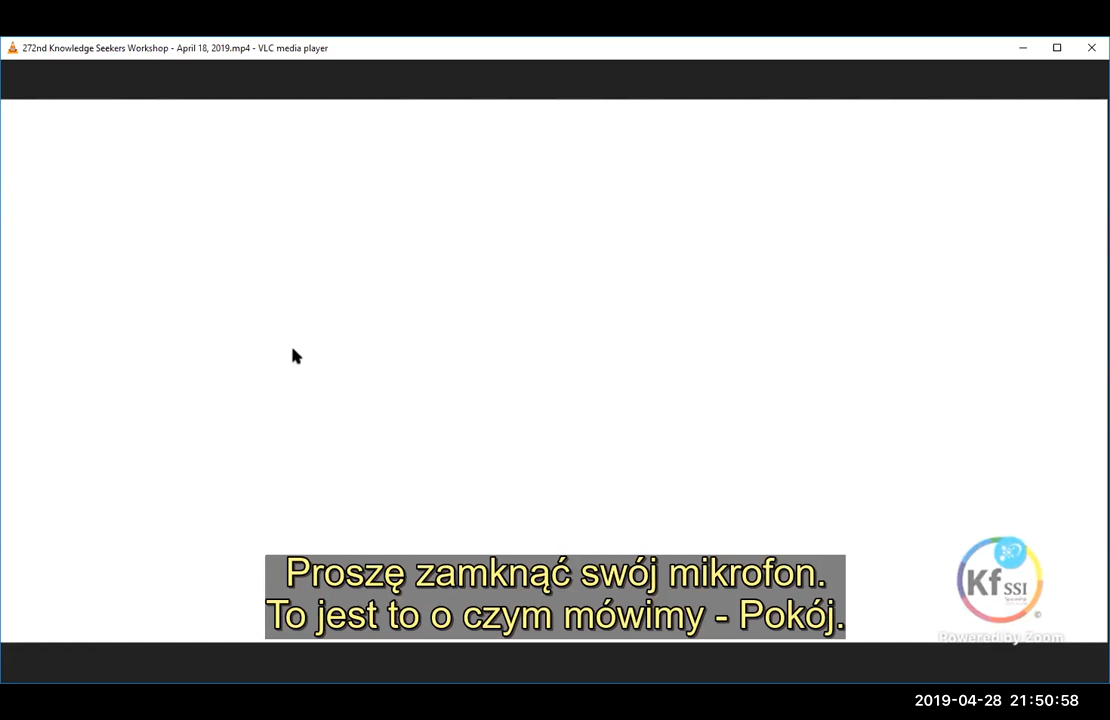 272nd Knowledge Seekers Workshop - April 18, 2019.mp4 - VLC media player
Proszę zamknąć swój mikrofon.
To jest to o czym mówimy - Pokój.
Kf SSI
©
Powered by Zoom
2019-04-28 21:50:58